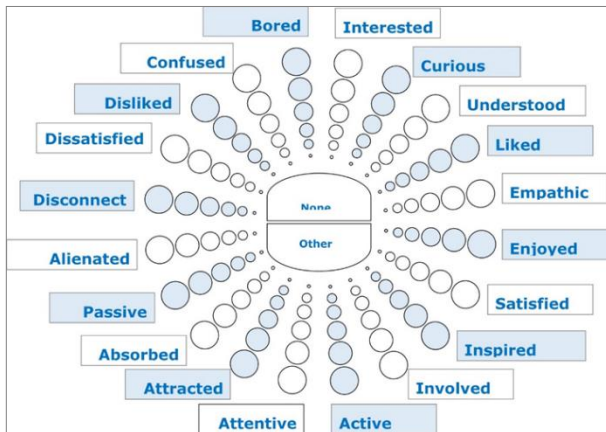 Bored
Interested
Confused
Curious
Disliked
Understood
Dissatisfied
Liked
Disconnect
Empathic
None
Other
Alienated
Enjoyed
Passive
Satisfied
Absorbed
Inspired
Attracted
Involved
Attentive
Active